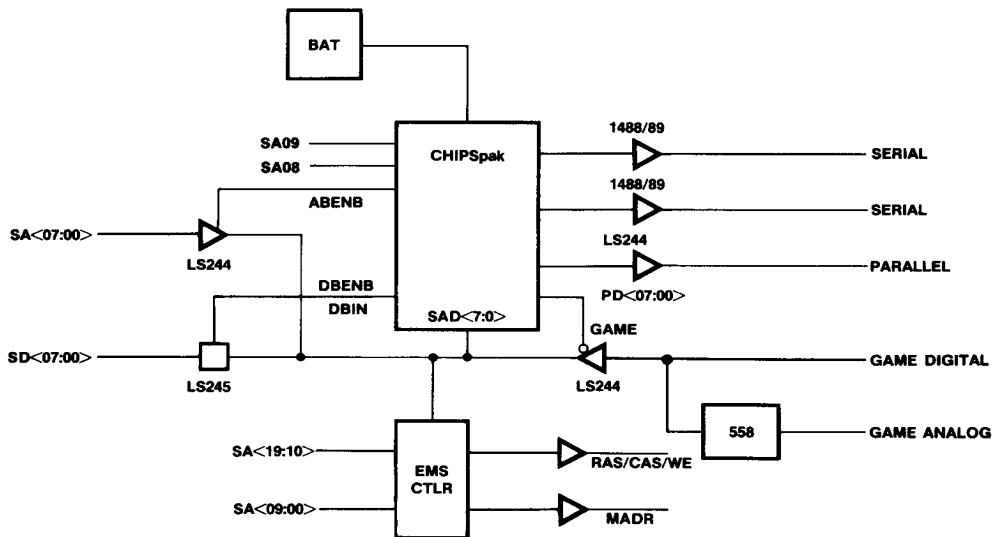 BAT
1488/89
SA09
CHIPSpak
SERIAL
SA08
1488/89
ABENB
SERIAL
SA<07:00>
LS244
LS244
PARALLEL
DBENB
PD<07:00>
DBIN
SAD<7:0>
GAME
SD<07:00>
GAME DIGITAL
LS245
LS244
558
GAME ANALOG
SA<19:10>
EMS
CTLR
RAS/CAS/WE
SA<09:00>
MADR